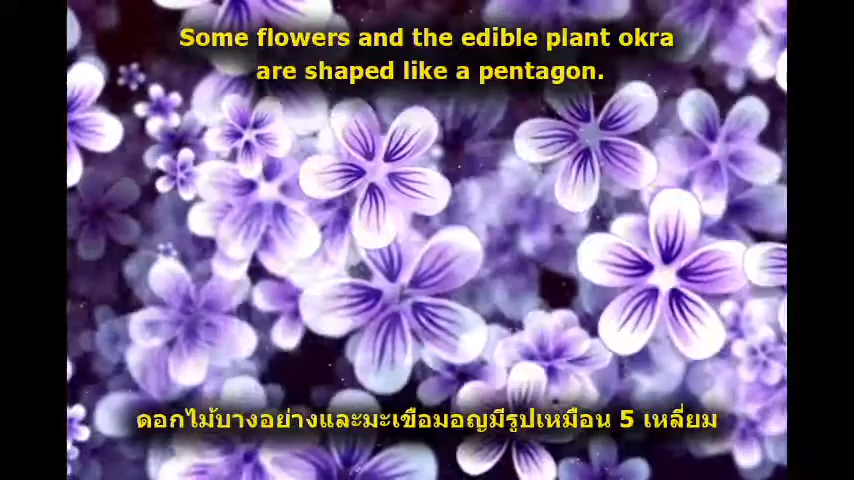 Some flowers and the edible plant okra
are shaped like a pentagon.
ดอกไม้บางอย่างและมะเขือมอญมีรูปเหมือน 5 เหลี่ยม